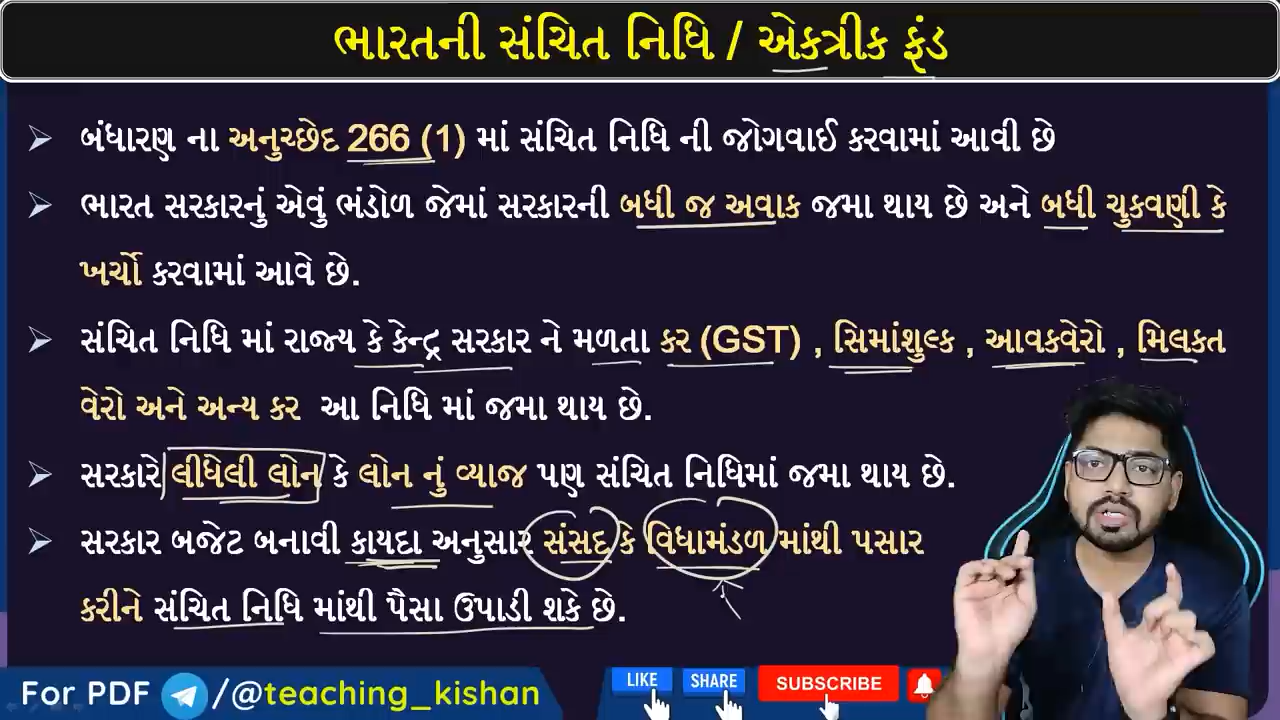 ભારતની સંચિત નિધિ / એકત્રીક ફંડ
બંધારણ ના અનુચ્છેદ 266 (1) માં સંચિત નિધિ ની જોગવાઈ કરવામાં આવી છે
ભારત સરકારનું એવું ભંડોળ જેમાં સરકારની બધી જ અવાક જમા થાય છે અને બધી ચુકવણી કે
ખર્ચો કરવામાં આવે છે.
સંચિત નિધિ માં રાજ્ય કે કેન્દ્ર સરકાર ને મળતા કર (GST) , સિમાંશુલ્ક , આવકવેરો , મિલકત
વેરો અને અન્ય કર આ નિધિ માં જમા થાય છે.
સરકારે લીધેલી લોન કે લોન નું વ્યાજ પણ સંચિત નિધિમાં જમા થાય છે.
સરકાર બજેટ બનાવી કાયદા અનુસાર સંસદ કે વિધામંડળ માંથી પસાર
કરીને સંચિત નિધિ માંથી પૈસા ઉપાડી શકે છે.
For PDF /@teaching_kishan
LIKE SHARE SUBSCRIBE